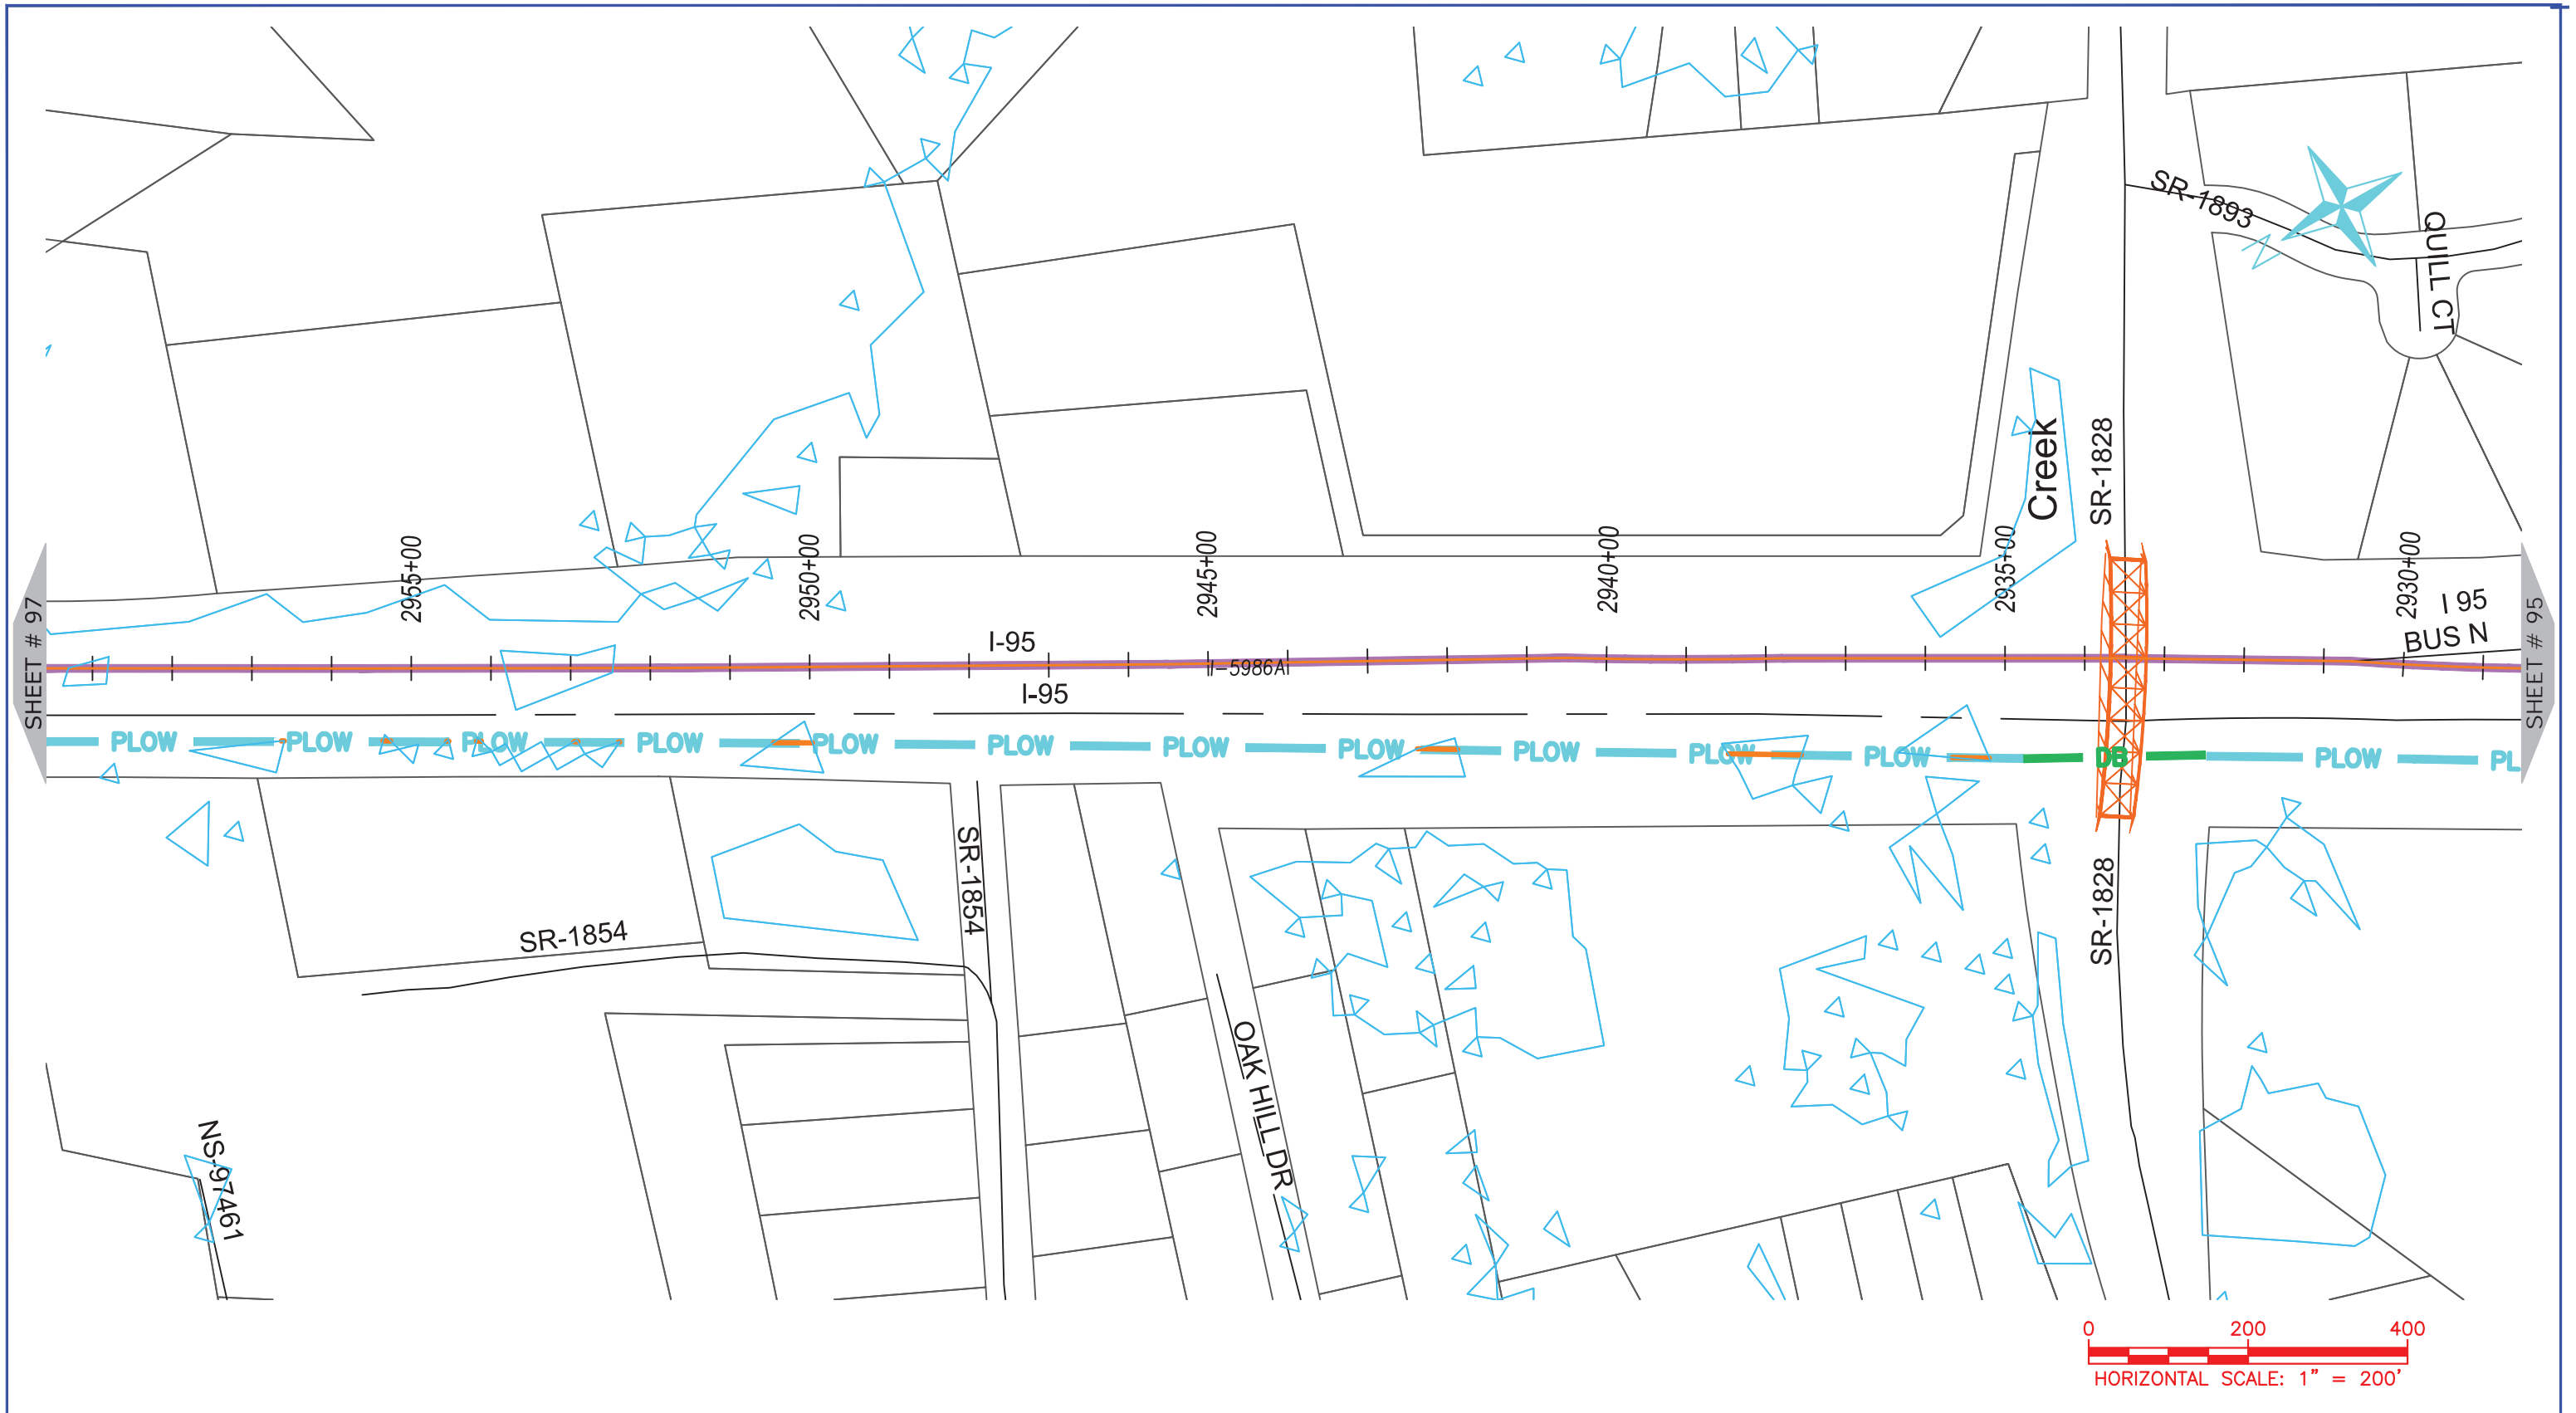 SR-1893
QUILL CT
Creek
SR-1828
2955+00
2950+00
2945+00
2940+00
2935+00
2930+00
I 95
BUS N
SHEET # 97
I-95
I-5986A
I-95
SHEET # 95
PLOW PLOW PLOW PLOW PLOW PLOW PLOW PLOW PLOW PLOW PLOW DB PLOW PL
SR-1854
SR-1854
SR-1828
OAK HILL DR
NS-97461
N
0 200 400
HORIZONTAL SCALE: 1" = 200'